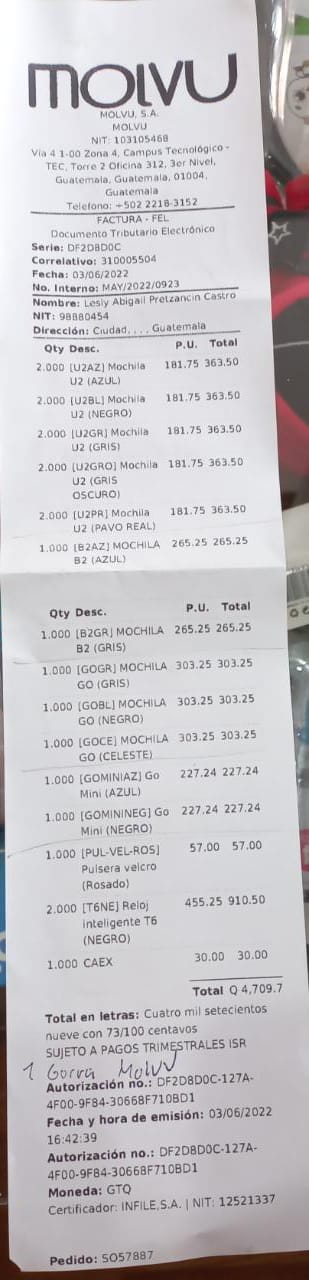 MOLVU
MOLVU, S.A.
MOLVU
NIT: 103105468
Vía 4 1-00 Zona 4, Campus Tecnológico -
TEC, Torre 2 Oficina 312, 3er Nivel,
Guatemala, Guatemala, 01004,
Guatemala
Telefono: +502 2218-3152
FACTURA - FEL
Documento Tributario Electrónico
Serie: DF2D8D0C
Correlativo: 310005504
Fecha: 03/06/2022
No. Interno: MAY/2022/0923
Nombre: Lesly Abigail Pretzancin Castro
NIT: 98880454
Dirección: Ciudad, , , , Guatemala
Qty Desc. P.U. Total
2.000 [U2AZ] Mochila 181.75 363.50
U2 (AZUL)
2.000 [U2BL] Mochila 181.75 363.50
U2 (NEGRO)
2.000 [U2GR] Mochila 181.75 363.50
U2 (GRIS)
2.000 [U2GRO] Mochila 181.75 363.50
U2 (GRIS
OSCURO)
2.000 [U2PR] Mochila 181.75 363.50
U2 (PAVO REAL)
1.000 [B2AZ] MOCHILA 265.25 265.25
B2 (AZUL)
Qty Desc. P.U. Total
1.000 [B2GR] MOCHILA 265.25 265.25
B2 (GRIS)
1.000 [GOGR] MOCHILA 303.25 303.25
GO (GRIS)
1.000 [GOBL] MOCHILA 303.25 303.25
GO (NEGRO)
1.000 [GOCE] MOCHILA 303.25 303.25
GO (CELESTE)
1.000 [GOMINIAZ] Go 227.24 227.24
Mini (AZUL)
1.000 [GOMININEG] Go 227.24 227.24
Mini (NEGRO)
1.000 [PUL-VEL-ROS] 57.00 57.00
Pulsera velcro
(Rosado)
2.000 [T6NE] Reloj 455.25 910.50
inteligente T6
(NEGRO)
1.000 CAEX 30.00 30.00
Total Q 4,709.7
Total en letras: Cuatro mil setecientos
nueve con 73/100 centavos
SUJETO A PAGOS TRIMESTRALES ISR
1 Gorra Molvu
Autorización no.: DF2D8D0C-127A-
4F00-9F84-30668F710BD1
Fecha y hora de emisión: 03/06/2022
16:42:39
Autorización no.: DF2D8D0C-127A-
4F00-9F84-30668F710BD1
Moneda: GTQ
Certificador: INFILE,S.A. | NIT: 12521337
Pedido: SO57887